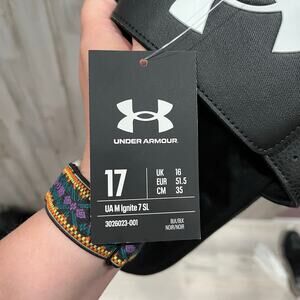 UNDER ARMOUR
17
UK 16
EUR 51.5
CM 35
UA M Ignite 7 SL
3026023-001
BLK/BLK
NOIR/NOIR